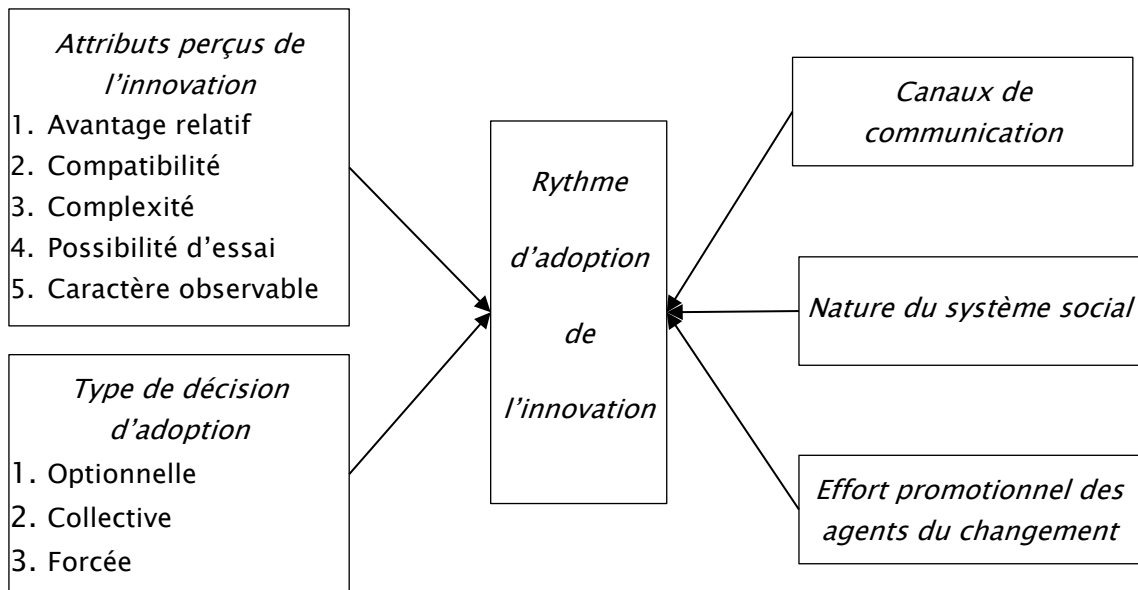 Attributs perçus de
l'innovation
1. Avantage relatif
2. Compatibilité
3. Complexité
4. Possibilité d'essai
5. Caractère observable
Type de décision
d'adoption
1. Optionnelle
2. Collective
3. Forcée
Rythme
d'adoption
de
l'innovation
Canaux de
communication
Nature du système social
Effort promotionnel des
agents du changement